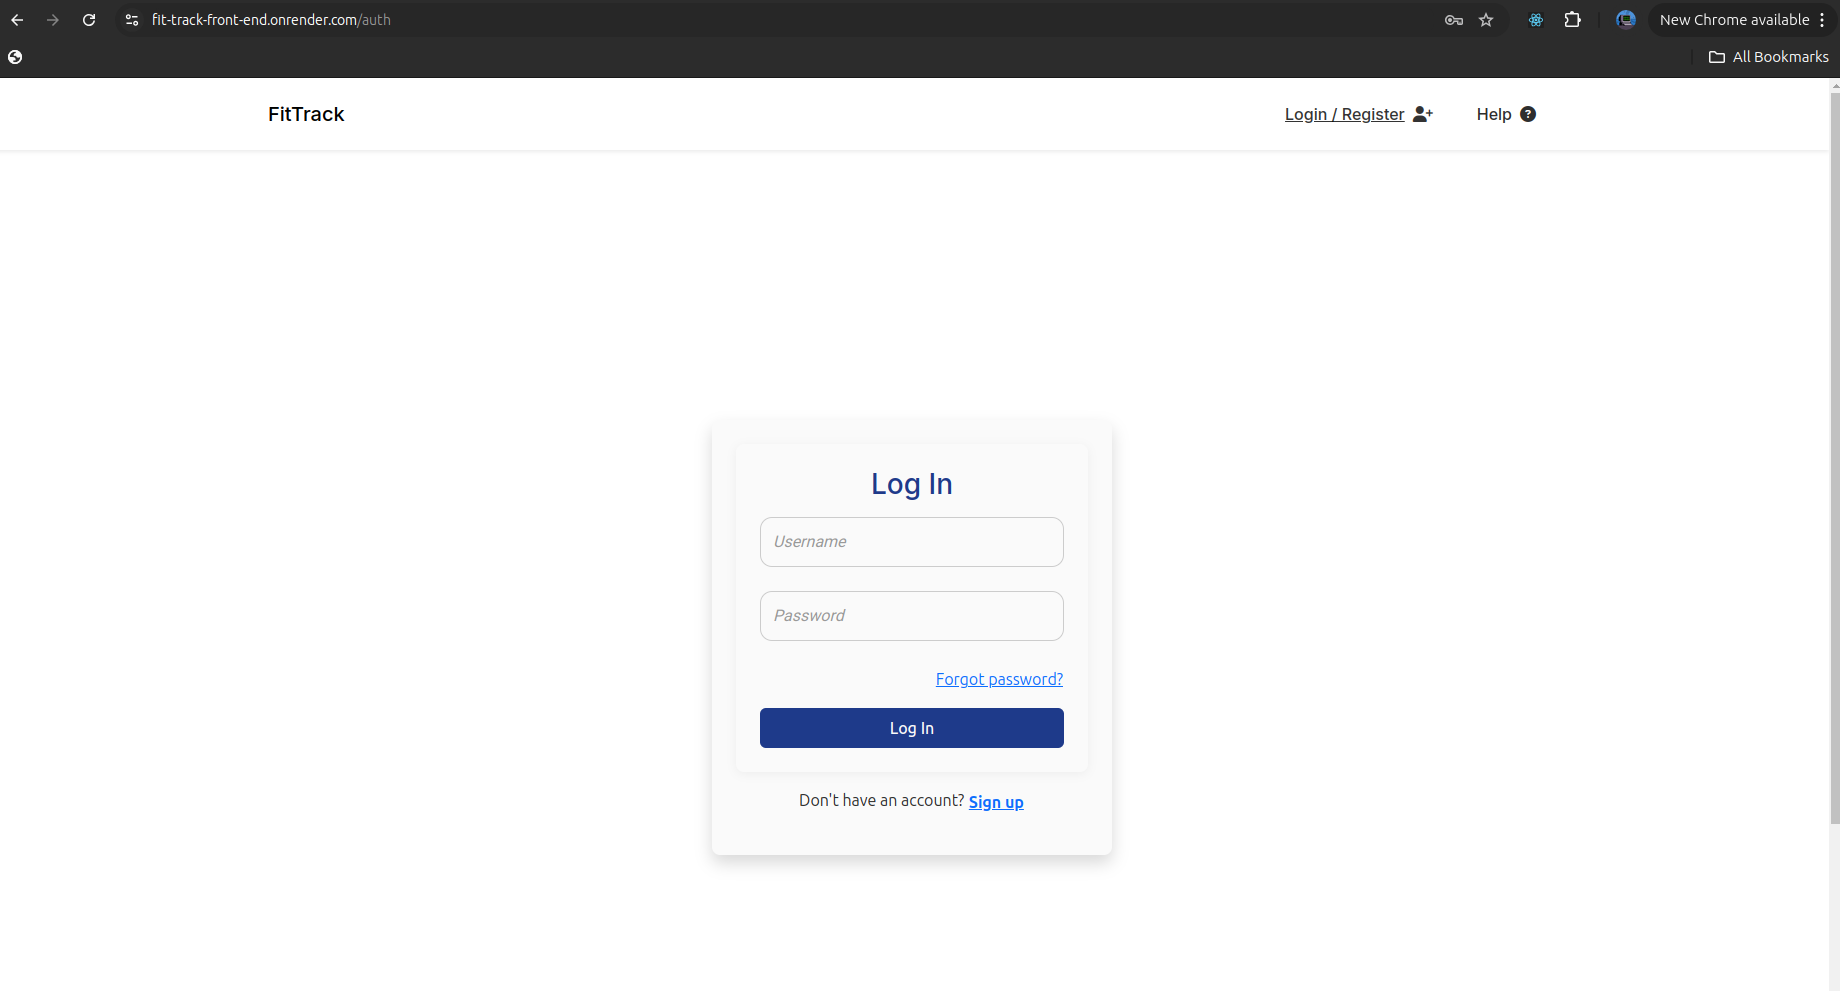 fit-track-front-end.onrender.com/auth
New Chrome available
All Bookmarks
FitTrack
Login / Register
Help
Log In
Username
Password
Forgot password?
Log In
Don't have an account? Sign up